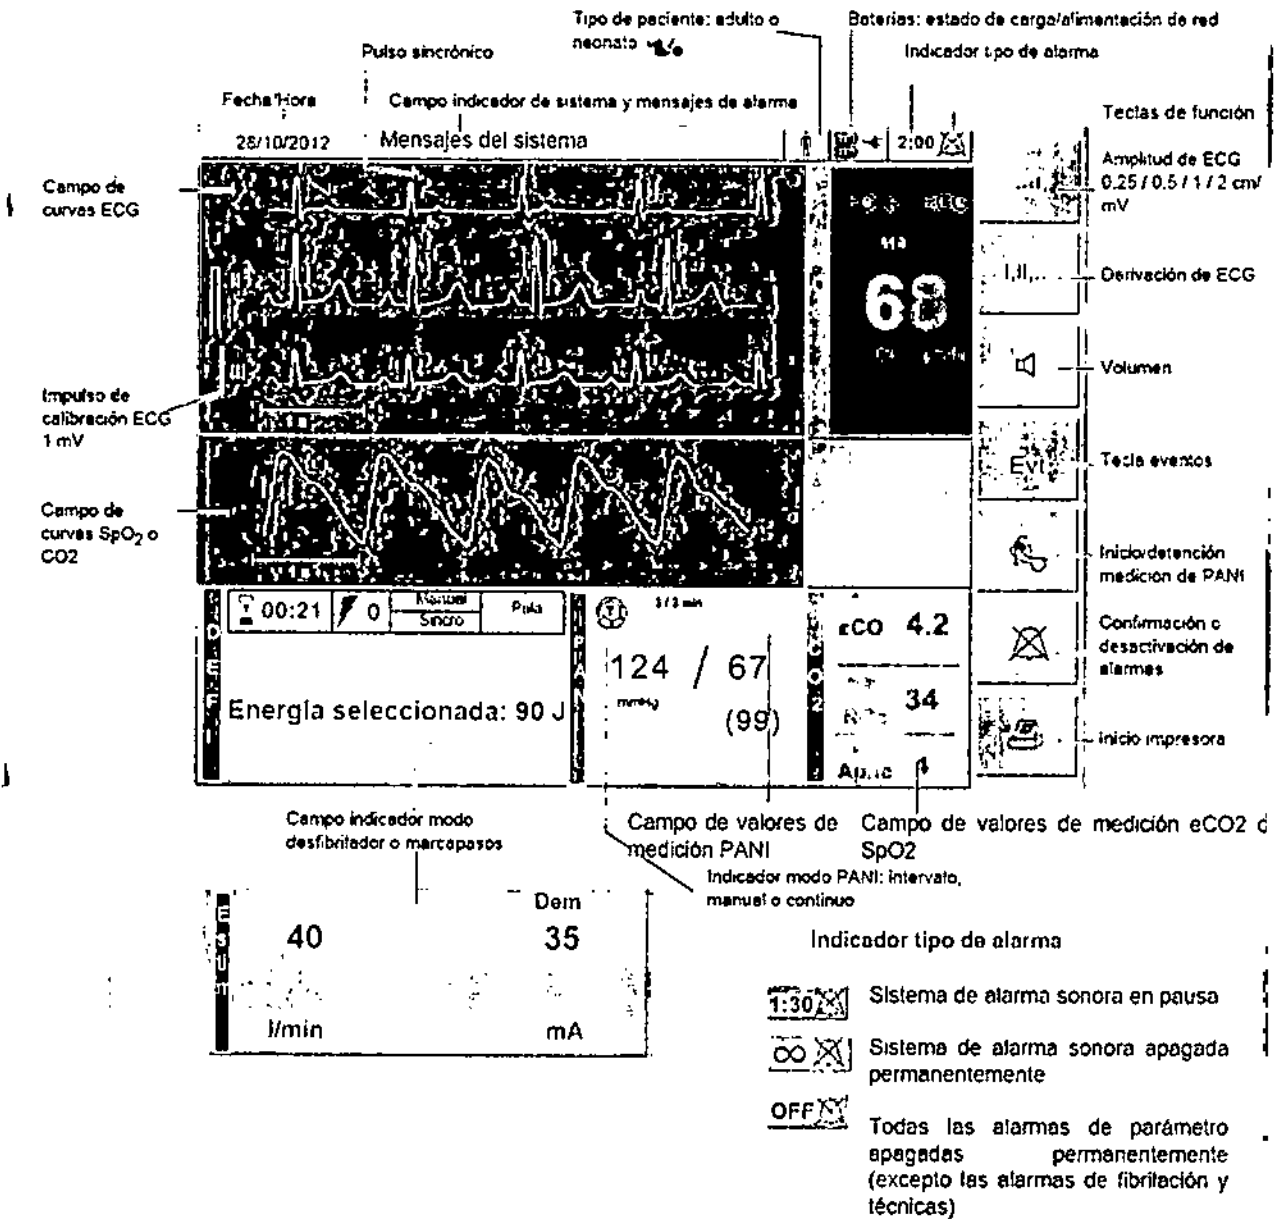 Tipo de paciente: adulto o
neonato
Baterías: estado de carga/alimentación de red
Indicador tipo de alarma
Pulso sincrónico
Fecha/Hora
Campo indicador de sistema y mensajes de alarma
Teclas de función
28/10/2012
Mensajes del sistema
2:00
Amplitud de ECG
0.25 / 0.5 / 1 / 2 cm/
mV
Campo de
curvas ECG
68
I,II,..
Derivación de ECG
Volumen
Impulso de
calibración ECG
1 mV
Evt
Tecla eventos
Campo de
curvas SpO2 o
CO2
Inicio/detención
medición de PANI
00:21
0
Manual
Sincro
Pala
124 / 67
mmHg
(99)
4.2
34
Confirmación o
desactivación de
alarmas
Energía seleccionada: 90 J
Inicio impresora
Campo indicador modo
desfibrilador o marcapasos
Campo de valores de
medición PANI
Campo de valores de medición eCO2 o
SpO2
Indicador modo PANI: intervalo,
manual o continuo
Dem
40
35
I/min
mA
Indicador tipo de alarma
1:30
Sistema de alarma sonora en pausa
∞
Sistema de alarma sonora apagada
permanentemente
OFF
Todas las alarmas de parámetro
apagadas permanentemente
(excepto las alarmas de fibrilación y
técnicas)